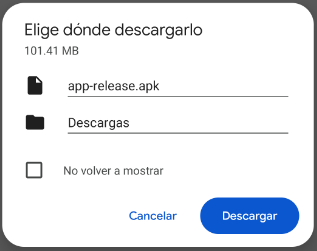 Elige dónde descargarlo
101.41 MB
app-release.apk
Descargas
No volver a mostrar
Cancelar
Descargar